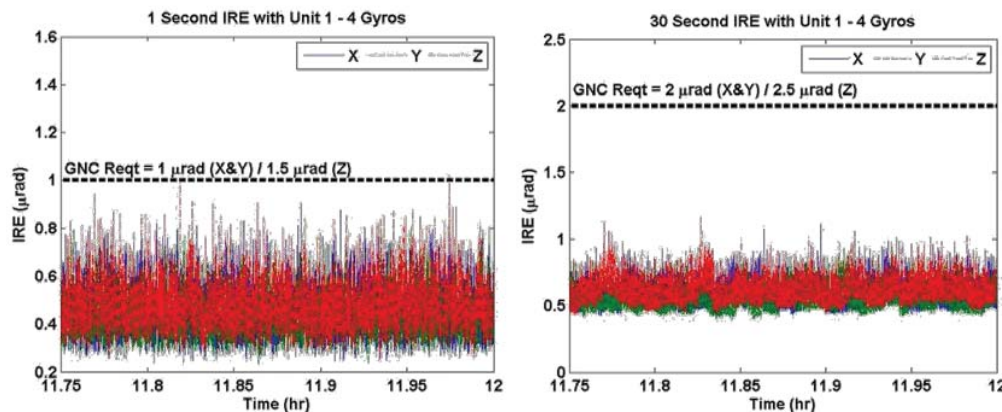 1 Second IRE with Unit 1 - 4 Gyros
1.6
1.4
1.2
1
0.8
0.6
0.4
0.2
IRE (μrad)
X Y Z
GNC Reqt = 1 μrad (X&Y) / 1.5 μrad (Z)
11.75 11.8 11.85 11.9 11.95 12
Time (hr)
30 Second IRE with Unit 1 - 4 Gyros
2.5
2
1.5
1
0.5
0
IRE (μrad)
X Y Z
GNC Reqt = 2 μrad (X&Y) / 2.5 μrad (Z)
11.75 11.8 11.85 11.9 11.95 12
Time (hr)